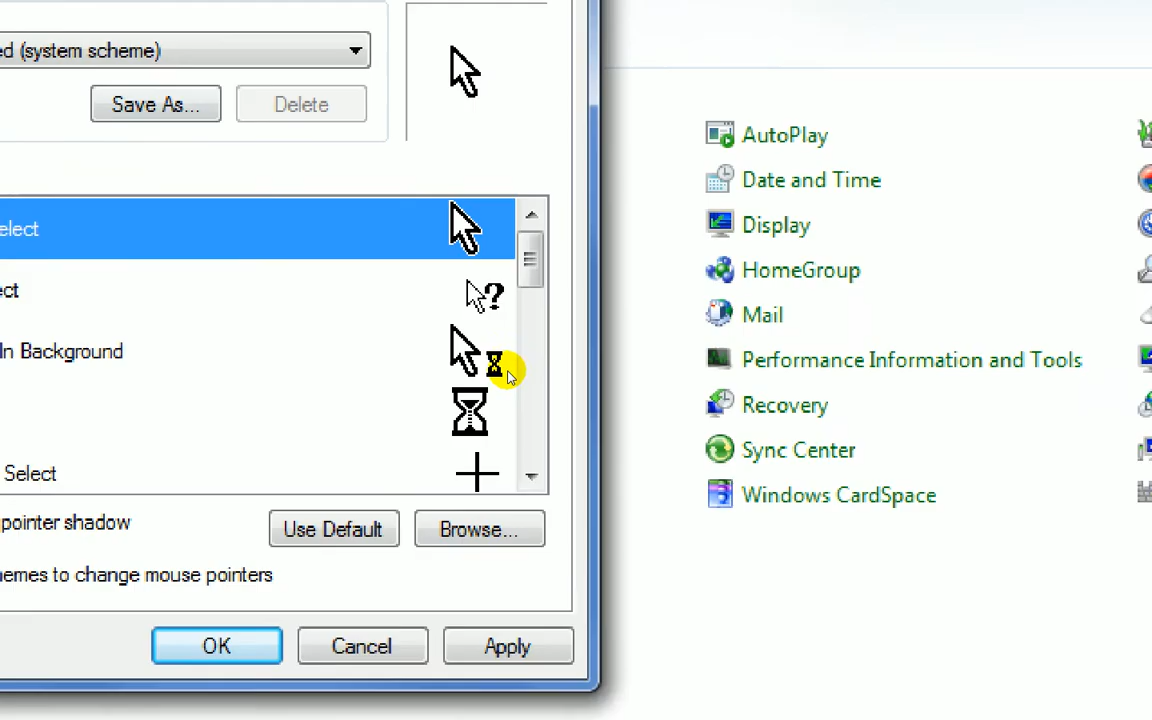 ed (system scheme)
Save As...
Delete
elect
ect
In Background
Select
pointer shadow
Use Default
Browse...
emes to change mouse pointers
OK
Cancel
Apply
AutoPlay
Date and Time
Display
HomeGroup
Mail
Performance Information and Tools
Recovery
Sync Center
Windows CardSpace